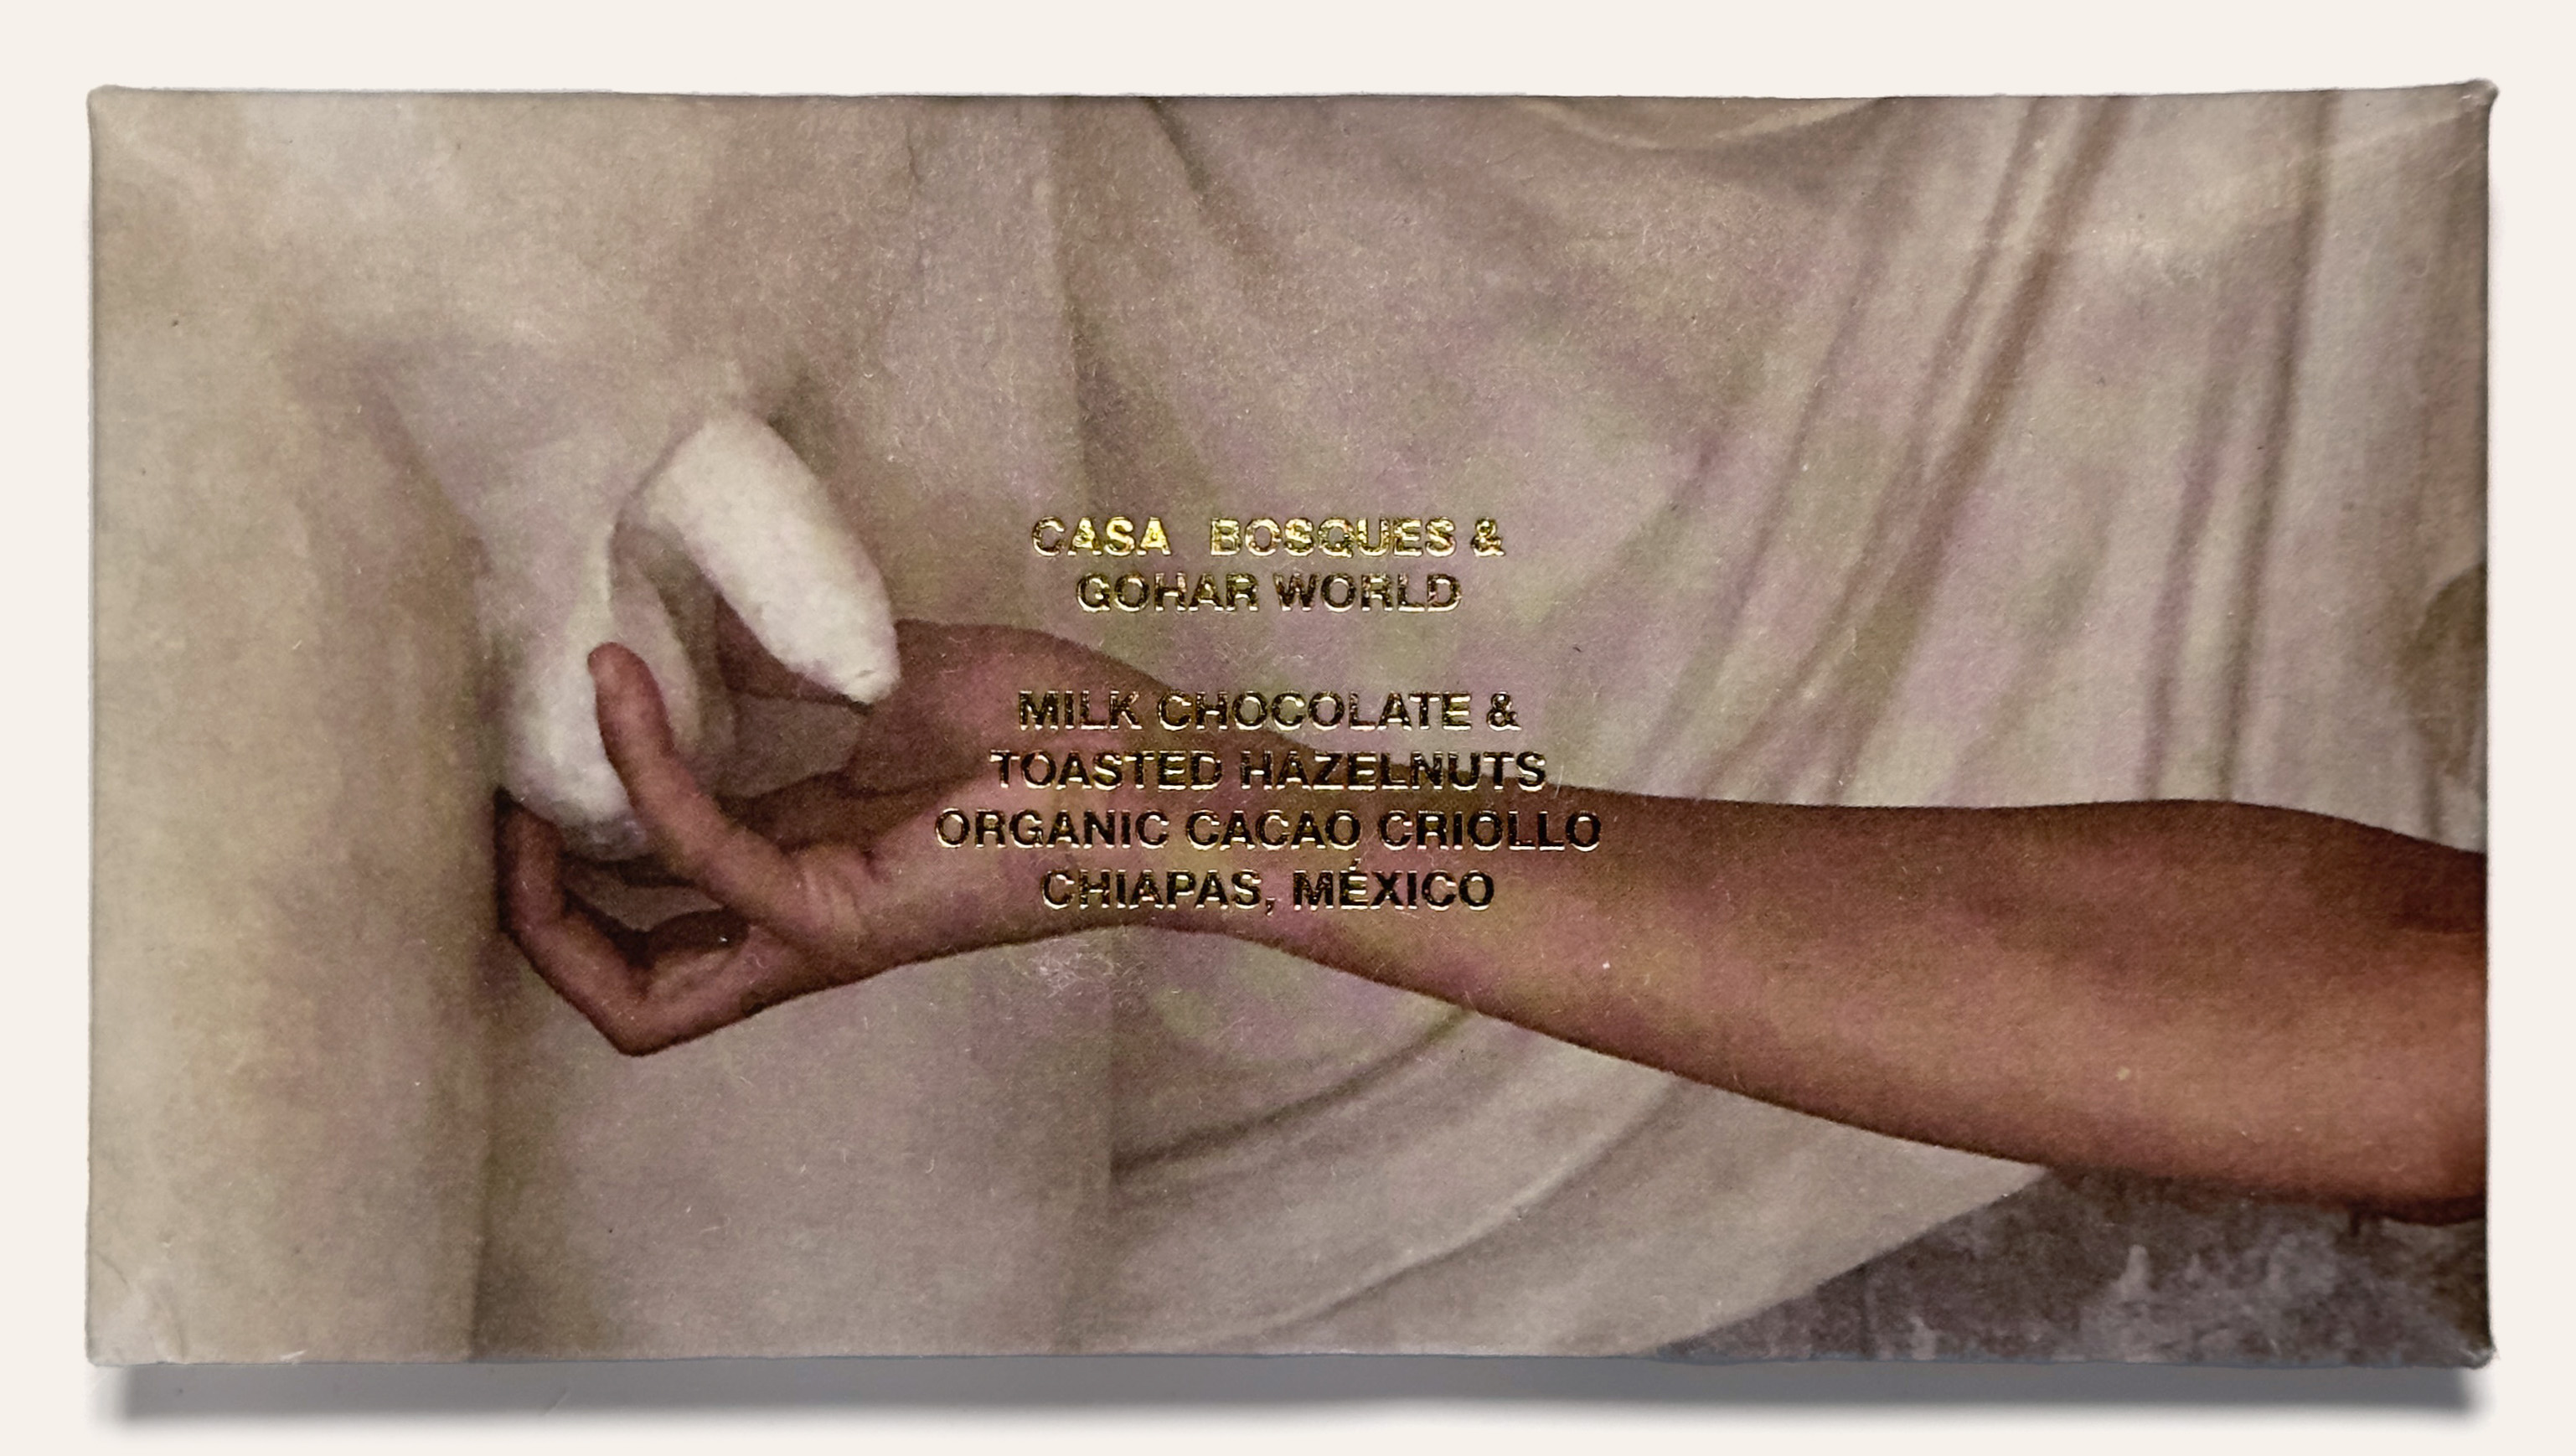 CASA BOSQUES &
GOHAR WORLD
MILK CHOCOLATE &
TOASTED HAZELNUTS
ORGANIC CACAO CRIOLLO
CHIAPAS, MÉXICO